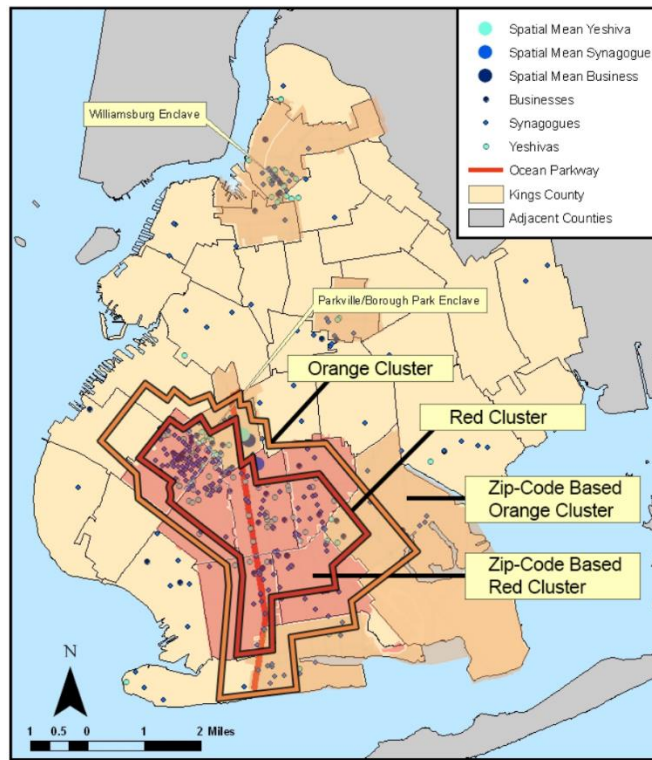 Spatial Mean Yeshiva
Spatial Mean Synagogue
Spatial Mean Business
Businesses
Synagogues
Yeshivas
Ocean Parkway
Kings County
Adjacent Counties
Williamsburg Enclave
Parkville/Borough Park Enclave
Orange Cluster
Red Cluster
Zip-Code Based
Orange Cluster
Zip-Code Based
Red Cluster
N
1 0.5 0 1 2 Miles